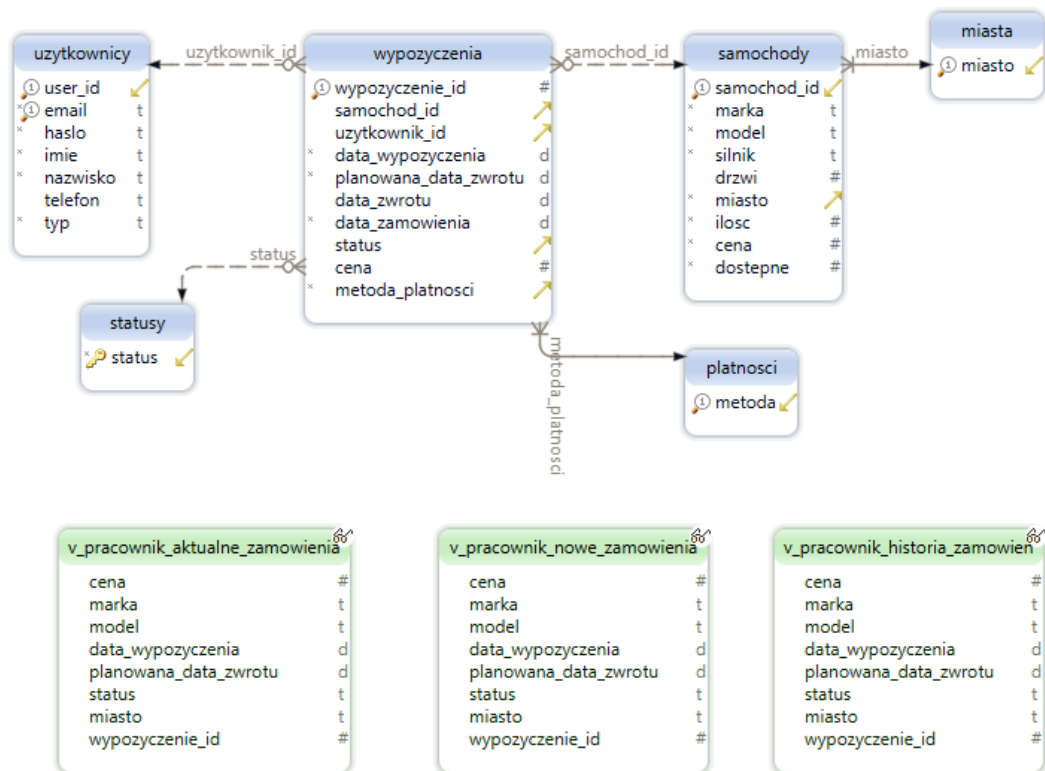 uzytkownicy
user_id
email t
haslo t
imie t
nazwisko t
telefon t
typ t
uzytkownik_id
wypozyczenia
wypozyczenie_id #
samochod_id
uzytkownik_id
data_wypozyczenia d
planowana_data_zwrotu d
data_zwrotu d
data_zamowienia d
status
cena #
metoda_platnosci
samochod_id
samochody
samochod_id
marka t
model t
silnik t
drzwi #
miasto
ilosc #
cena #
dostepne #
miasto
miasta
miasto
status
statusy
status
metoda_platnosci
platnosci
metoda
v_pracownik_aktualne_zamowienia
cena #
marka t
model t
data_wypozyczenia d
planowana_data_zwrotu d
status t
miasto t
wypozyczenie_id #
v_pracownik_nowe_zamowienia
cena #
marka t
model t
data_wypozyczenia d
planowana_data_zwrotu d
status t
miasto t
wypozyczenie_id #
v_pracownik_historia_zamowien
cena #
marka t
model t
data_wypozyczenia d
planowana_data_zwrotu d
status t
miasto t
wypozyczenie_id #